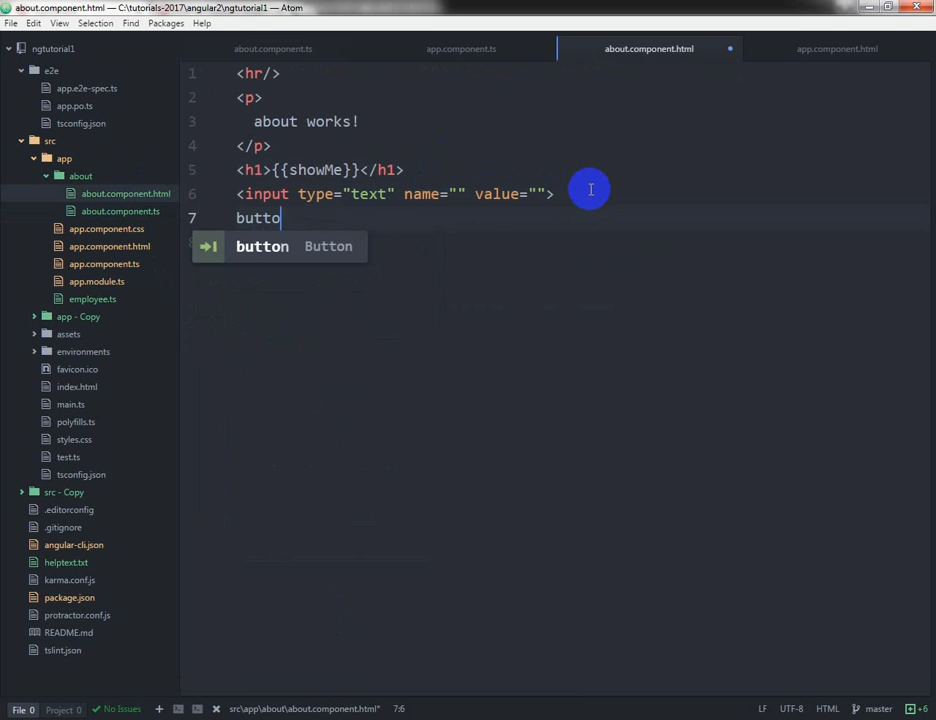 about.component.html — C:\tutorials-2017\angular2\ngtutorial1 — Atom
File Edit View Selection Find Packages Help
ngtutorial1
e2e
app.e2e-spec.ts
app.po.ts
tsconfig.json
src
app
about
about.component.html
about.component.ts
app.component.css
app.component.html
app.component.ts
app.module.ts
employee.ts
app - Copy
assets
environments
favicon.ico
index.html
main.ts
polyfills.ts
styles.css
test.ts
tsconfig.json
src - Copy
.editorconfig
.gitignore
angular-cli.json
helptext.txt
karma.conf.js
package.json
protractor.conf.js
README.md
tslint.json
about.component.ts app.component.ts about.component.html app.component.html
1 <hr/>
2 <p>
3 about works!
4 </p>
5 <h1>{{showMe}}</h1>
6 <input type="text" name="" value="">
7 butto
button Button
File 0 Project 0 No Issues src\app\about\about.component.html* 7:6 LF UTF-8 HTML master +6